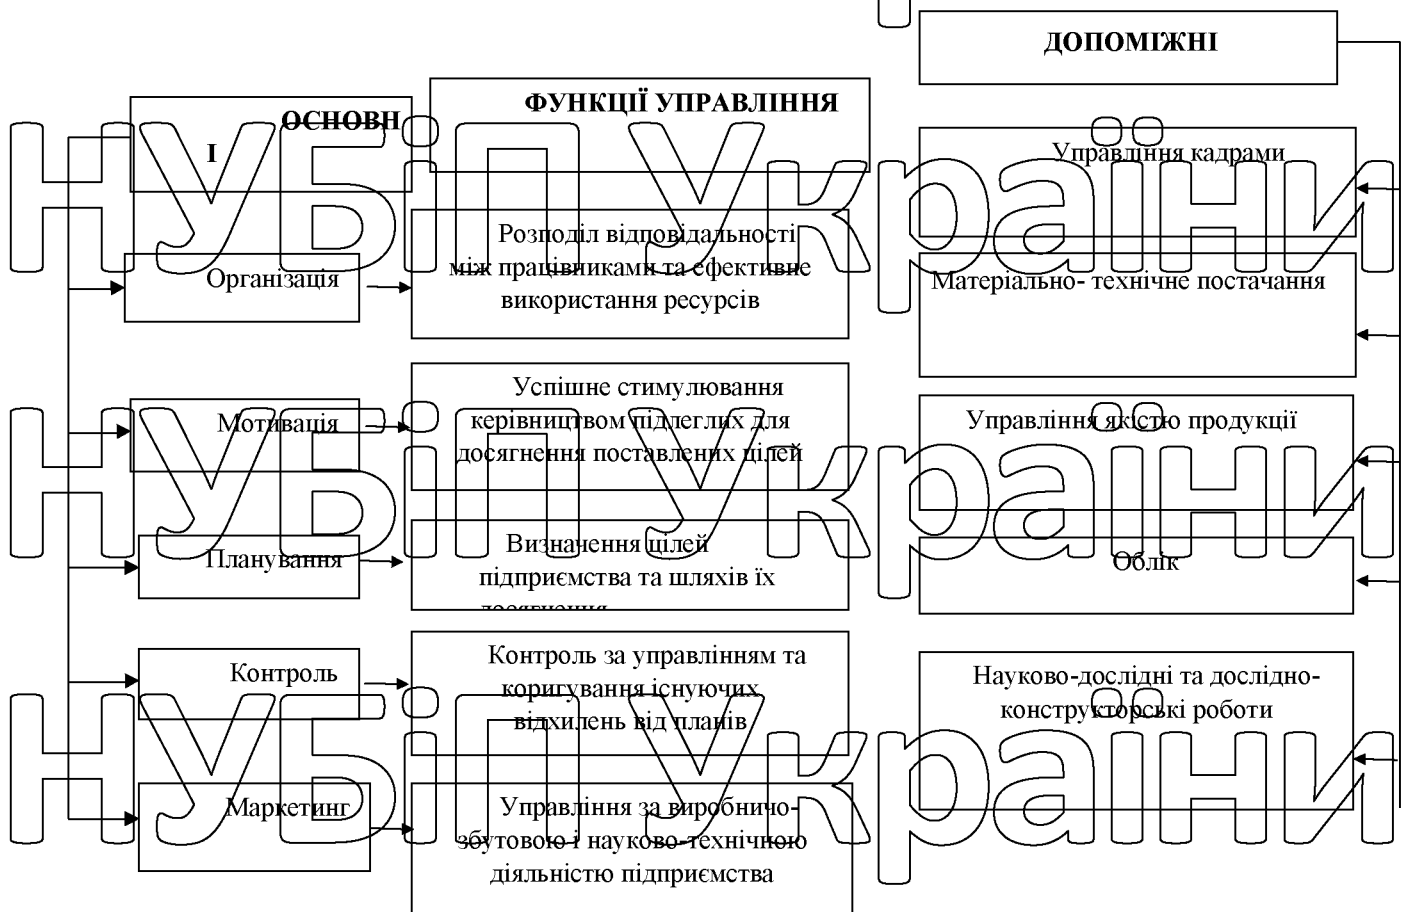 ДОПОМІЖНІ
ФУНКЦІЇ УПРАВЛІННЯ
ОСНОВН
І
Управління кадрами
Розподіл відповідальності
між працівниками та ефективне
використання ресурсів
Організація
Матеріально- технічне постачання
Успішне стимулювання
керівництвом підлеглих для
досягнення поставлених цілей
Мотивація
Управління якістю продукції
Визначення цілей
підприємства та шляхів їх
досягнення
Планування
Облік
Контроль за управлінням та
коригування існуючих
відхилень від планів
Контроль
Науково-дослідні та дослідно-
конструкторські роботи
Маркетинг
Управління за виробничо-
збутовою і науково-технічною
діяльністю підприємства
НУБіП України
НУБіП України
НУБіП України